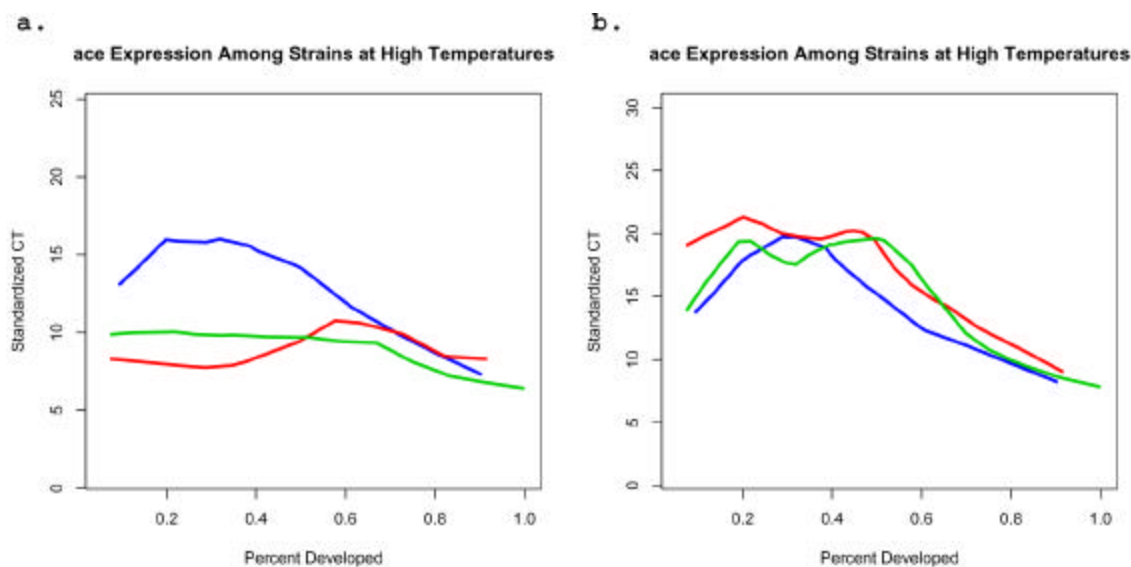 a.
ace Expression Among Strains at High Temperatures
Standardized CT
25
20
15
10
5
0
0.2 0.4 0.6 0.8 1.0
Percent Developed
b.
ace Expression Among Strains at High Temperatures
Standardized CT
30
25
20
15
10
5
0
0.2 0.4 0.6 0.8 1.0
Percent Developed